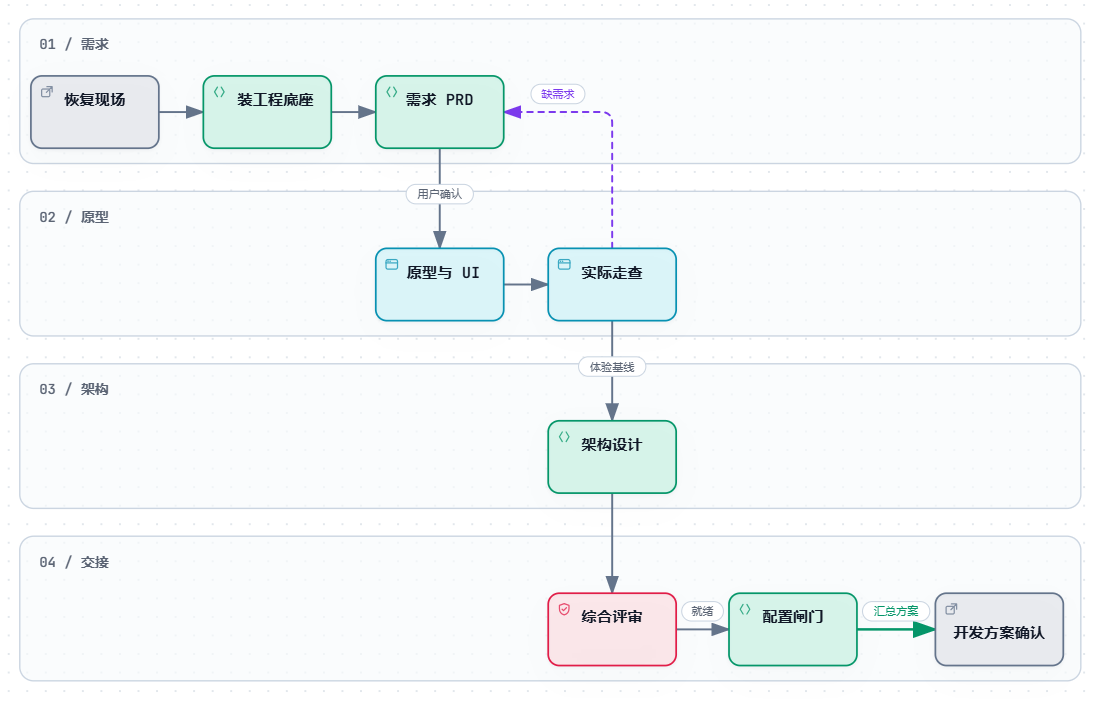 01 / 需求
恢复现场
装工程底座
需求 PRD
缺需求
用户确认
02 / 原型
原型与 UI
实际走查
体验基线
03 / 架构
架构设计
04 / 交接
综合评审
就绪
配置闸门
汇总方案
开发方案确认